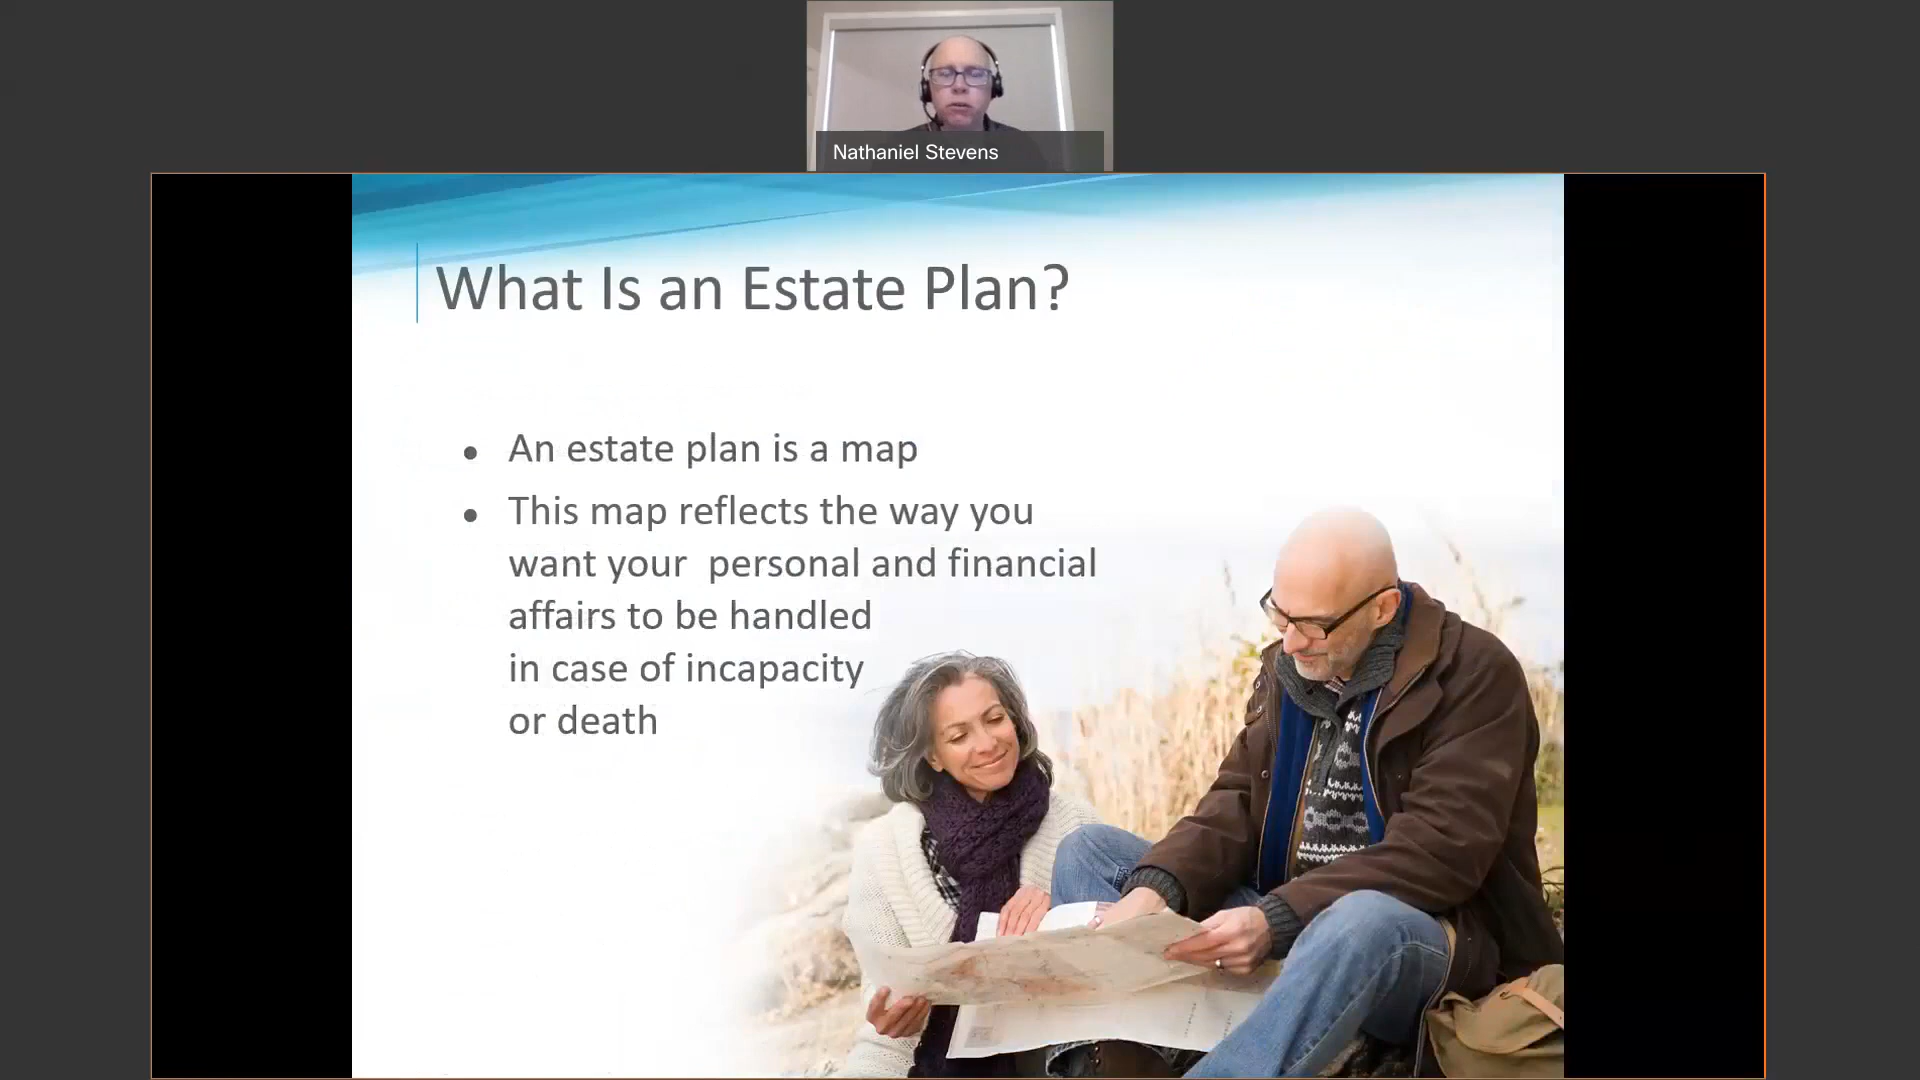 Nathaniel Stevens
What Is an Estate Plan?
• An estate plan is a map
• This map reflects the way you
want your  personal and financial
affairs to be handled
in case of incapacity
or death